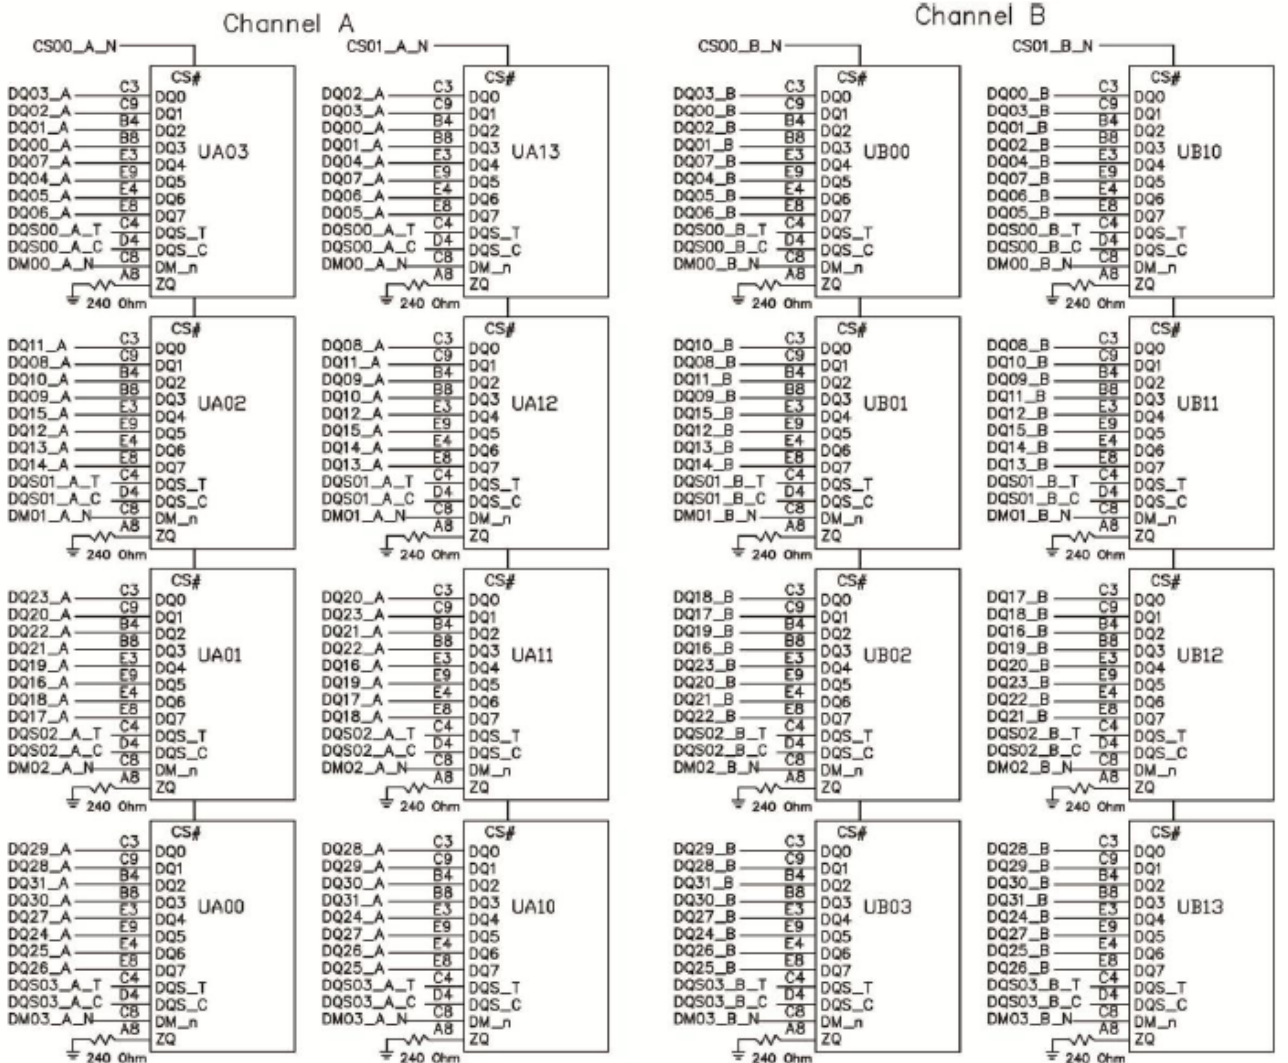 Channel A
CS00_A_N
CS#
DQ03_A C3 DQ0
DQ02_A C9 DQ1
DQ01_A B4 DQ2
DQ00_A B8 DQ3
UA03
DQ07_A E3 DQ4
DQ04_A E9 DQ5
DQ05_A E4 DQ6
DQ06_A E8 DQ7
DQS00_A_T C4 DQS_T
DQS00_A_C D4 DQS_C
DM00_A_N C8 DM_n
A8 ZQ
240 Ohm
CS#
DQ11_A C3 DQ0
DQ08_A C9 DQ1
DQ10_A B4 DQ2
DQ09_A B8 DQ3
UA02
DQ15_A E3 DQ4
DQ12_A E9 DQ5
DQ13_A E4 DQ6
DQ14_A E8 DQ7
DQS01_A_T C4 DQS_T
DQS01_A_C D4 DQS_C
DM01_A_N C8 DM_n
A8 ZQ
240 Ohm
CS#
DQ23_A C3 DQ0
DQ20_A C9 DQ1
DQ22_A B4 DQ2
DQ21_A B8 DQ3
UA01
DQ19_A E3 DQ4
DQ16_A E9 DQ5
DQ18_A E4 DQ6
DQ17_A E8 DQ7
DQS02_A_T C4 DQS_T
DQS02_A_C D4 DQS_C
DM02_A_N C8 DM_n
A8 ZQ
240 Ohm
CS#
DQ29_A C3 DQ0
DQ28_A C9 DQ1
DQ31_A B4 DQ2
DQ30_A B8 DQ3
UA00
DQ27_A E3 DQ4
DQ24_A E9 DQ5
DQ25_A E4 DQ6
DQ26_A E8 DQ7
DQS03_A_T C4 DQS_T
DQS03_A_C D4 DQS_C
DM03_A_N C8 DM_n
A8 ZQ
240 Ohm
CS01_A_N
CS#
DQ02_A C3 DQ0
DQ03_A C9 DQ1
DQ00_A B4 DQ2
DQ01_A B8 DQ3
UA13
DQ04_A E3 DQ4
DQ07_A E9 DQ5
DQ06_A E4 DQ6
DQ05_A E8 DQ7
DQS00_A_T C4 DQS_T
DQS00_A_C D4 DQS_C
DM00_A_N C8 DM_n
A8 ZQ
240 Ohm
CS#
DQ08_A C3 DQ0
DQ11_A C9 DQ1
DQ09_A B4 DQ2
DQ10_A B8 DQ3
UA12
DQ12_A E3 DQ4
DQ15_A E9 DQ5
DQ14_A E4 DQ6
DQ13_A E8 DQ7
DQS01_A_T C4 DQS_T
DQS01_A_C D4 DQS_C
DM01_A_N C8 DM_n
A8 ZQ
240 Ohm
CS#
DQ20_A C3 DQ0
DQ23_A C9 DQ1
DQ21_A B4 DQ2
DQ22_A B8 DQ3
UA11
DQ16_A E3 DQ4
DQ19_A E9 DQ5
DQ17_A E4 DQ6
DQ18_A E8 DQ7
DQS02_A_T C4 DQS_T
DQS02_A_C D4 DQS_C
DM02_A_N C8 DM_n
A8 ZQ
240 Ohm
CS#
DQ28_A C3 DQ0
DQ29_A C9 DQ1
DQ30_A B4 DQ2
DQ31_A B8 DQ3
UA10
DQ24_A E3 DQ4
DQ27_A E9 DQ5
DQ26_A E4 DQ6
DQ25_A E8 DQ7
DQS03_A_T C4 DQS_T
DQS03_A_C D4 DQS_C
DM03_A_N C8 DM_n
A8 ZQ
240 Ohm
Channel B
CS00_B_N
CS#
DQ03_B C3 DQ0
DQ00_B C9 DQ1
DQ02_B B4 DQ2
DQ01_B B8 DQ3
UB00
DQ07_B E3 DQ4
DQ04_B E9 DQ5
DQ05_B E4 DQ6
DQ06_B E8 DQ7
DQS00_B_T C4 DQS_T
DQS00_B_C D4 DQS_C
DM00_B_N C8 DM_n
A8 ZQ
240 Ohm
CS#
DQ10_B C3 DQ0
DQ08_B C9 DQ1
DQ11_B B4 DQ2
DQ09_B B8 DQ3
UB01
DQ15_B E3 DQ4
DQ12_B E9 DQ5
DQ13_B E4 DQ6
DQ14_B E8 DQ7
DQS01_B_T C4 DQS_T
DQS01_B_C D4 DQS_C
DM01_B_N C8 DM_n
A8 ZQ
240 Ohm
CS#
DQ18_B C3 DQ0
DQ17_B C9 DQ1
DQ19_B B4 DQ2
DQ16_B B8 DQ3
UB02
DQ23_B E3 DQ4
DQ20_B E9 DQ5
DQ21_B E4 DQ6
DQ22_B E8 DQ7
DQS02_B_T C4 DQS_T
DQS02_B_C D4 DQS_C
DM02_B_N C8 DM_n
A8 ZQ
240 Ohm
CS#
DQ29_B C3 DQ0
DQ28_B C9 DQ1
DQ31_B B4 DQ2
DQ30_B B8 DQ3
UB03
DQ27_B E3 DQ4
DQ24_B E9 DQ5
DQ26_B E4 DQ6
DQ25_B E8 DQ7
DQS03_B_T C4 DQS_T
DQS03_B_C D4 DQS_C
DM03_B_N C8 DM_n
A8 ZQ
240 Ohm
CS01_B_N
CS#
DQ00_B C3 DQ0
DQ03_B C9 DQ1
DQ01_B B4 DQ2
DQ02_B B8 DQ3
UB10
DQ04_B E3 DQ4
DQ07_B E9 DQ5
DQ06_B E4 DQ6
DQ05_B E8 DQ7
DQS00_B_T C4 DQS_T
DQS00_B_C D4 DQS_C
DM00_B_N C8 DM_n
A8 ZQ
240 Ohm
CS#
DQ08_B C3 DQ0
DQ10_B C9 DQ1
DQ09_B B4 DQ2
DQ11_B B8 DQ3
UB11
DQ12_B E3 DQ4
DQ15_B E9 DQ5
DQ14_B E4 DQ6
DQ13_B E8 DQ7
DQS01_B_T C4 DQS_T
DQS01_B_C D4 DQS_C
DM01_B_N C8 DM_n
A8 ZQ
240 Ohm
CS#
DQ17_B C3 DQ0
DQ18_B C9 DQ1
DQ16_B B4 DQ2
DQ19_B B8 DQ3
UB12
DQ20_B E3 DQ4
DQ23_B E9 DQ5
DQ22_B E4 DQ6
DQ21_B E8 DQ7
DQS02_B_T C4 DQS_T
DQS02_B_C D4 DQS_C
DM02_B_N C8 DM_n
A8 ZQ
240 Ohm
CS#
DQ28_B C3 DQ0
DQ29_B C9 DQ1
DQ30_B B4 DQ2
DQ31_B B8 DQ3
UB13
DQ24_B E3 DQ4
DQ27_B E9 DQ5
DQ25_B E4 DQ6
DQ26_B E8 DQ7
DQS03_B_T C4 DQS_T
DQS03_B_C D4 DQS_C
DM03_B_N C8 DM_n
A8 ZQ
240 Ohm